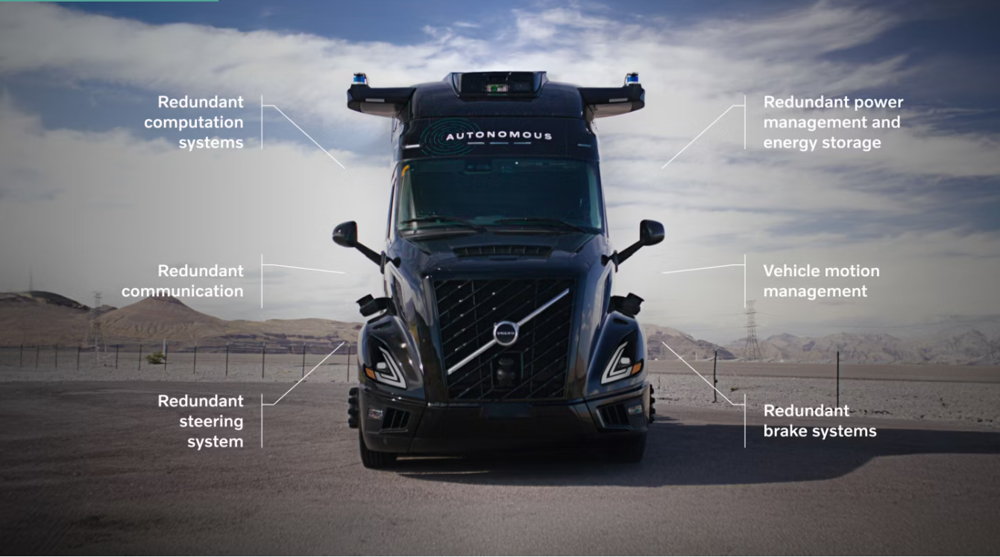 Redundant
computation
systems
Redundant power
management and
energy storage
AUTONOMOUS
Redundant
communication
Vehicle motion
management
VOLVO
Redundant
steering
system
Redundant
brake systems